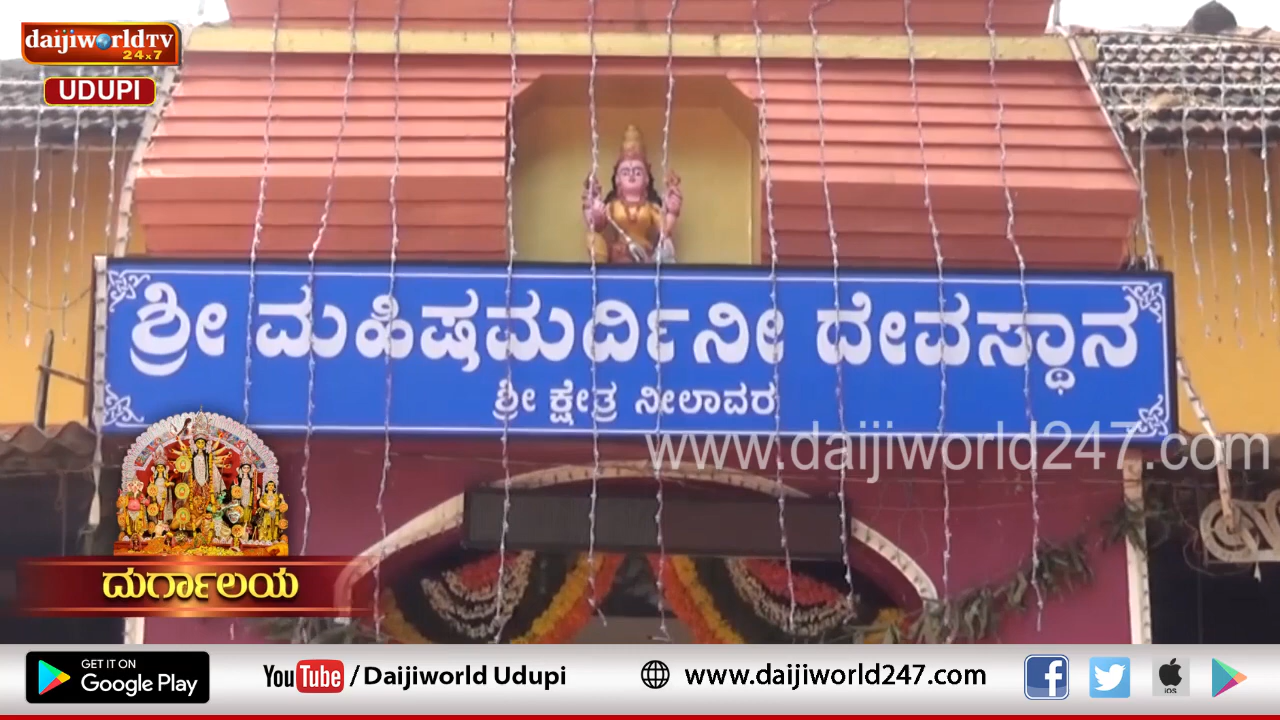 daijiworldTV
24x7
UDUPI
ಶ್ರೀ ಮಹಿಷಮರ್ದಿನೀ ದೇವಸ್ಥಾನ
ಶ್ರೀ ಕ್ಷೇತ್ರ ನೀಲಾವರ
www.daijiworld247.com
ದುರ್ಗಾಲಯ
GET IT ON
Google Play
YouTube /Daijiworld Udupi
www.daijiworld247.com
iOS